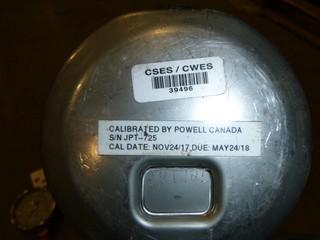 CSES / CWES
39496
CALIBRATED BY POWELL CANADA
S/N JPT-725
CAL DATE: NOV24/17 DUE: MAY24/18